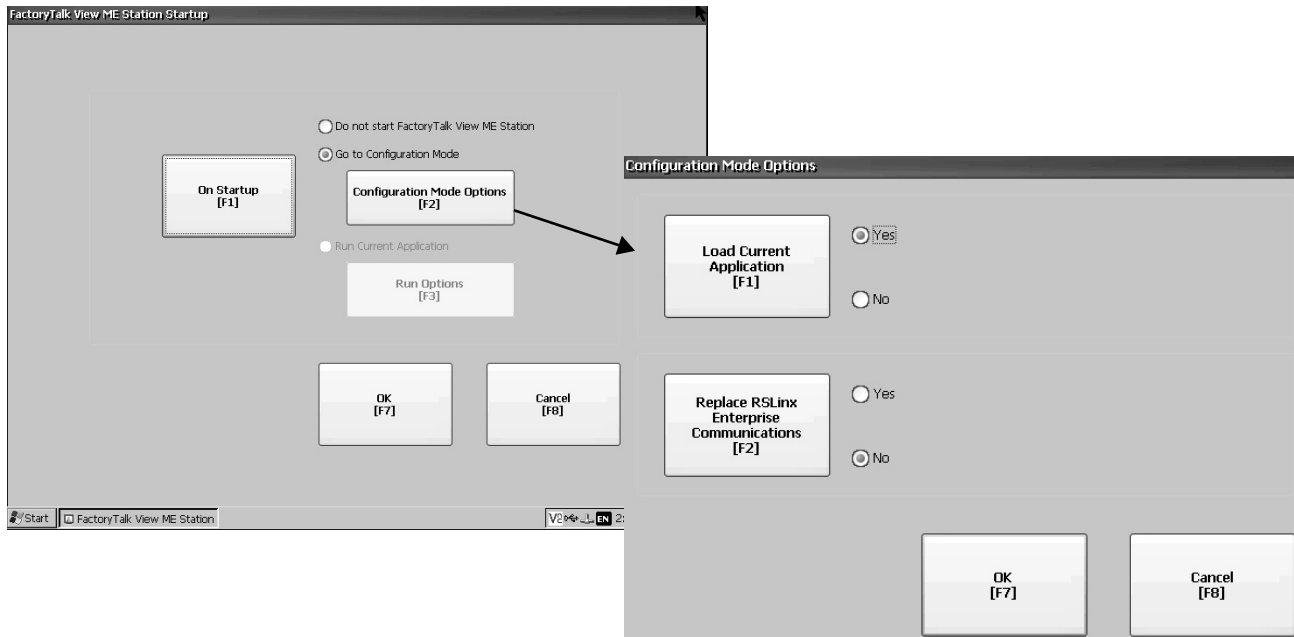 FactoryTalk View ME Station Startup
Do not start FactoryTalk View ME Station
Go to Configuration Mode
On Startup
[F1]
Configuration Mode Options
[F2]
Run Current Application
Run Options
[F3]
OK
[F7]
Cancel
[F8]
Start
FactoryTalk View ME Station
EN
2:
Configuration Mode Options
Load Current
Application
[F1]
Yes
No
Replace RSLinx
Enterprise
Communications
[F2]
Yes
No
OK
[F7]
Cancel
[F8]